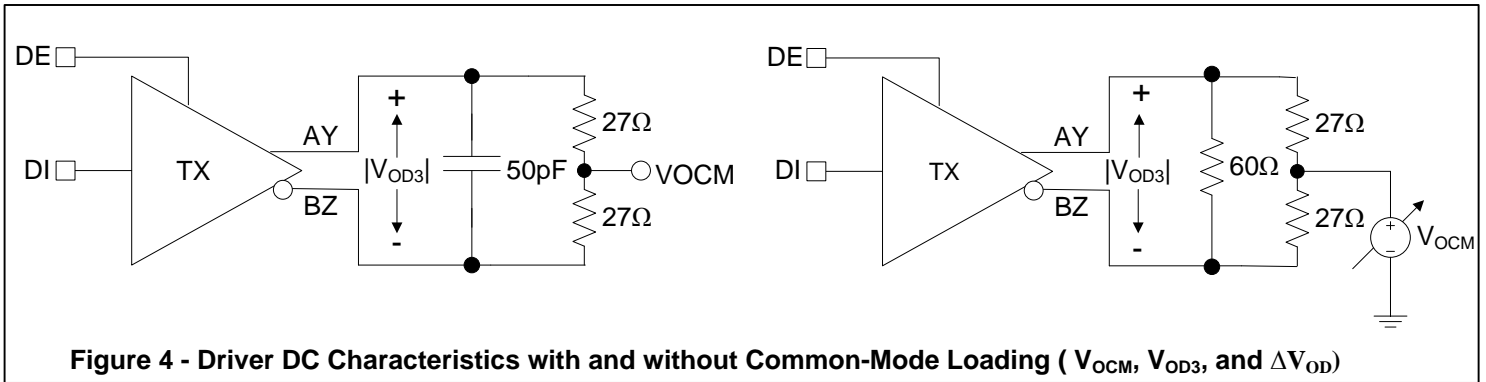 DE
DI
TX
AY
BZ
+
|VOD3|
-
50pF
27Ω
27Ω
VOCM
DE
DI
TX
AY
BZ
+
|VOD3|
-
60Ω
27Ω
27Ω
+
−
VOCM
Figure 4 - Driver DC Characteristics with and without Common-Mode Loading ( VOCM, VOD3, and ΔVOD)